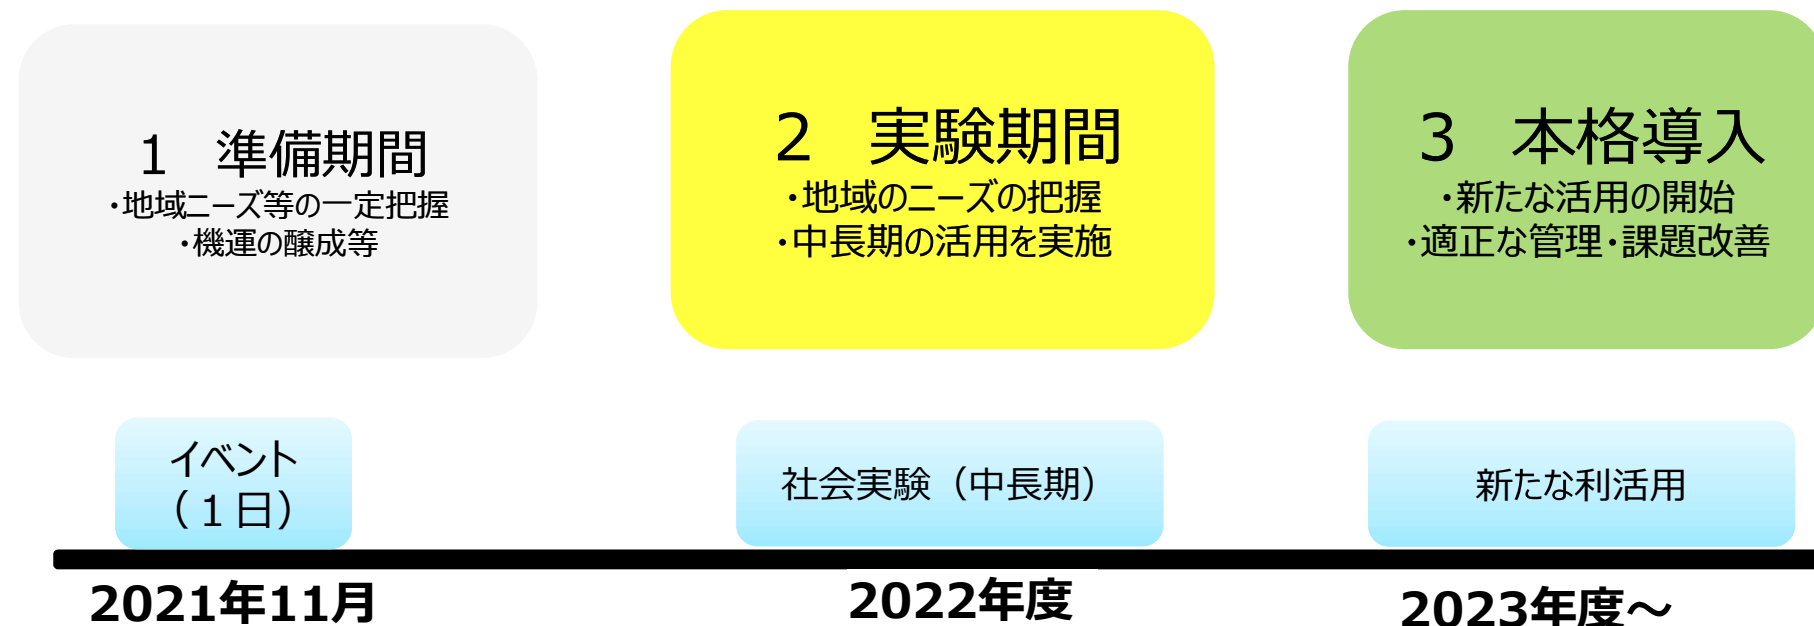 1　準備期間
・地域ニーズ等の一定把握
・機運の醸成等
2　実験期間
・地域のニーズの把握
・中長期の活用を実施
3　本格導入
・新たな活用の開始
・適正な管理・課題改善
イベント
（１日）
社会実験（中長期）
新たな利活用
2021年11月
2022年度
2023年度～